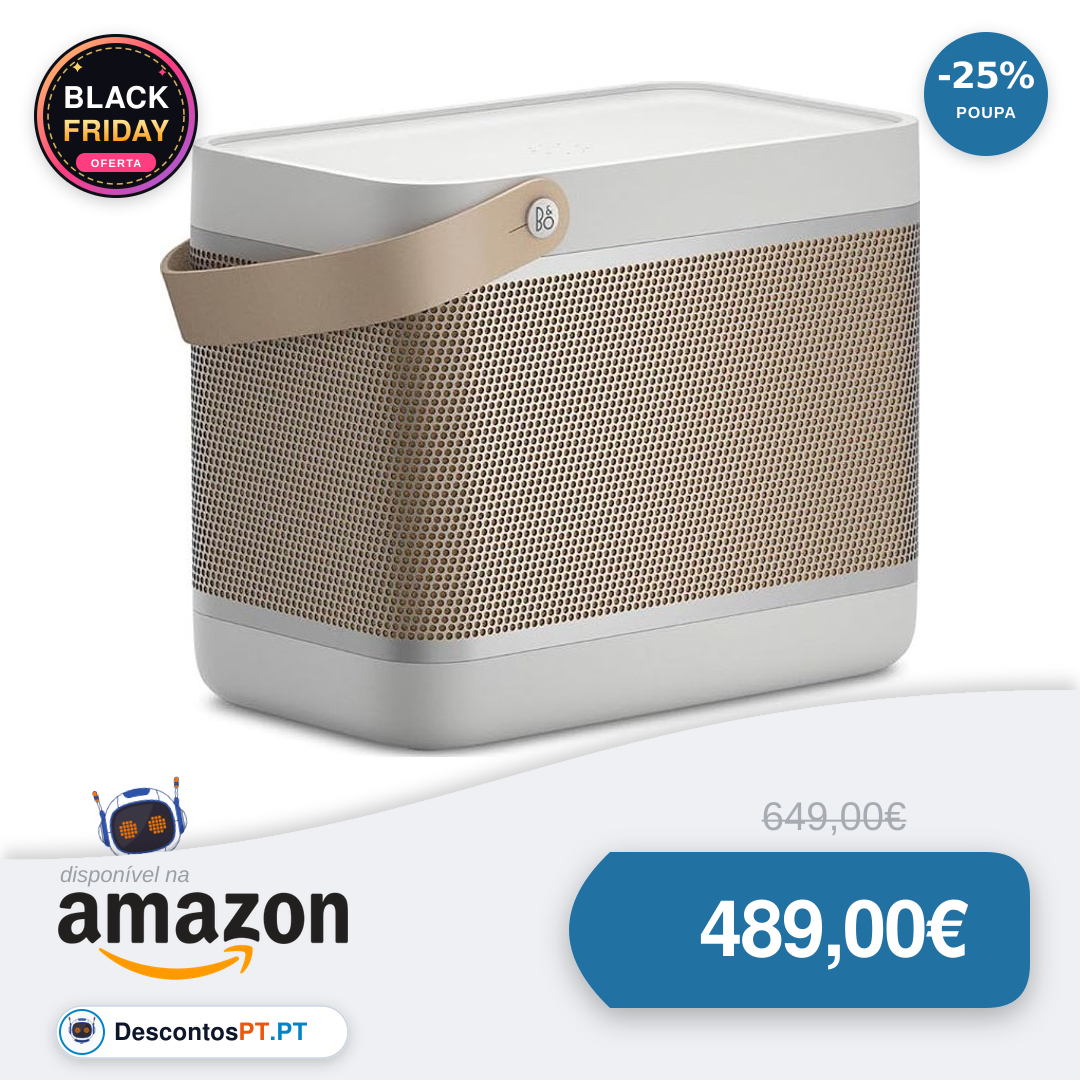 BLACK
FRIDAY
OFERTA
-25%
POUPA
B&O
649,00€
489,00€
disponível na
amazon
DescontosPT.PT